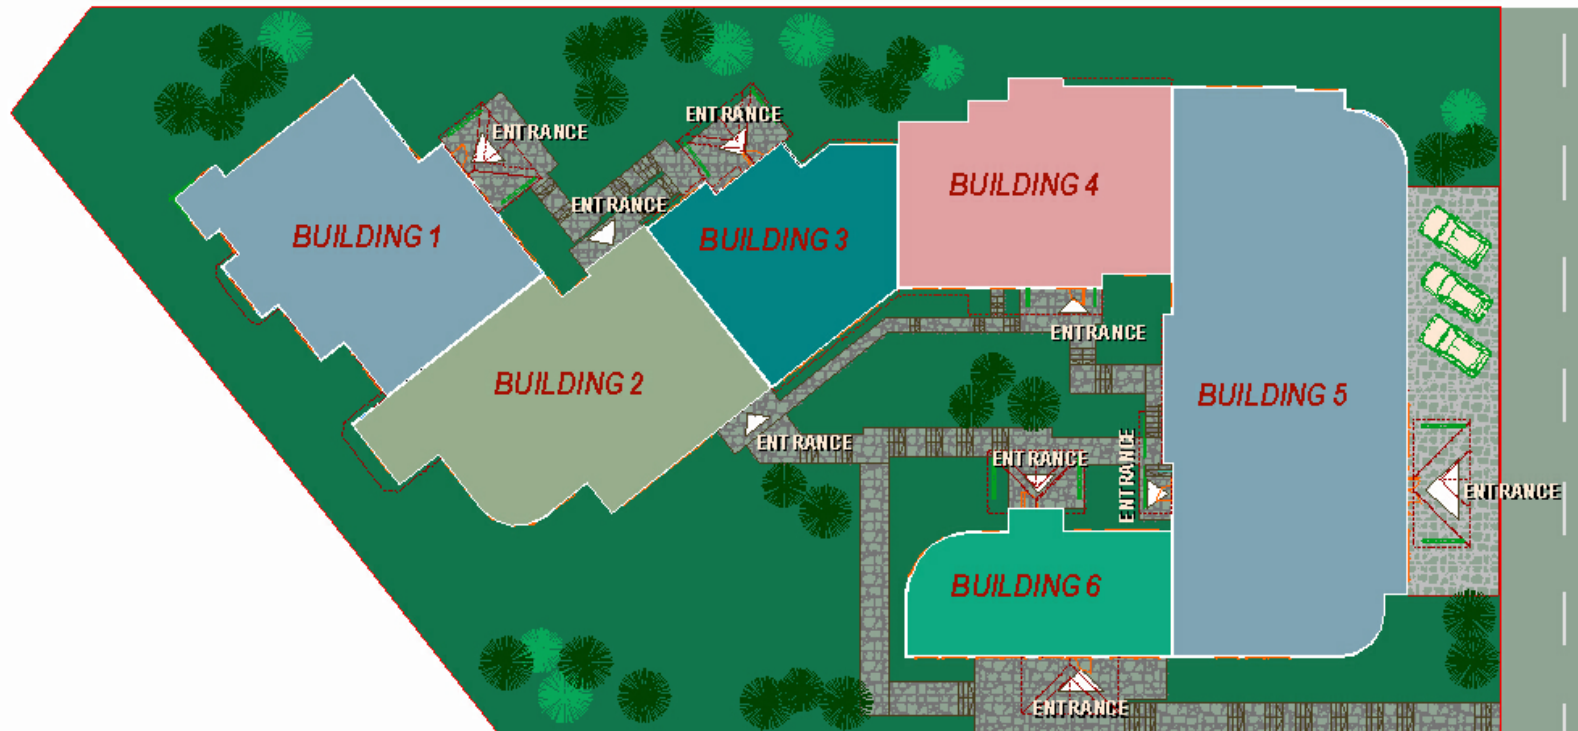 ENTRANCE
ENTRANCE
ENTRANCE
BUILDING 1
BUILDING 2
BUILDING 3
BUILDING 4
ENTRANCE
BUILDING 5
ENTRANCE
ENTRANCE
ENTRANCE
ENTRANCE
BUILDING 6
ENTRANCE